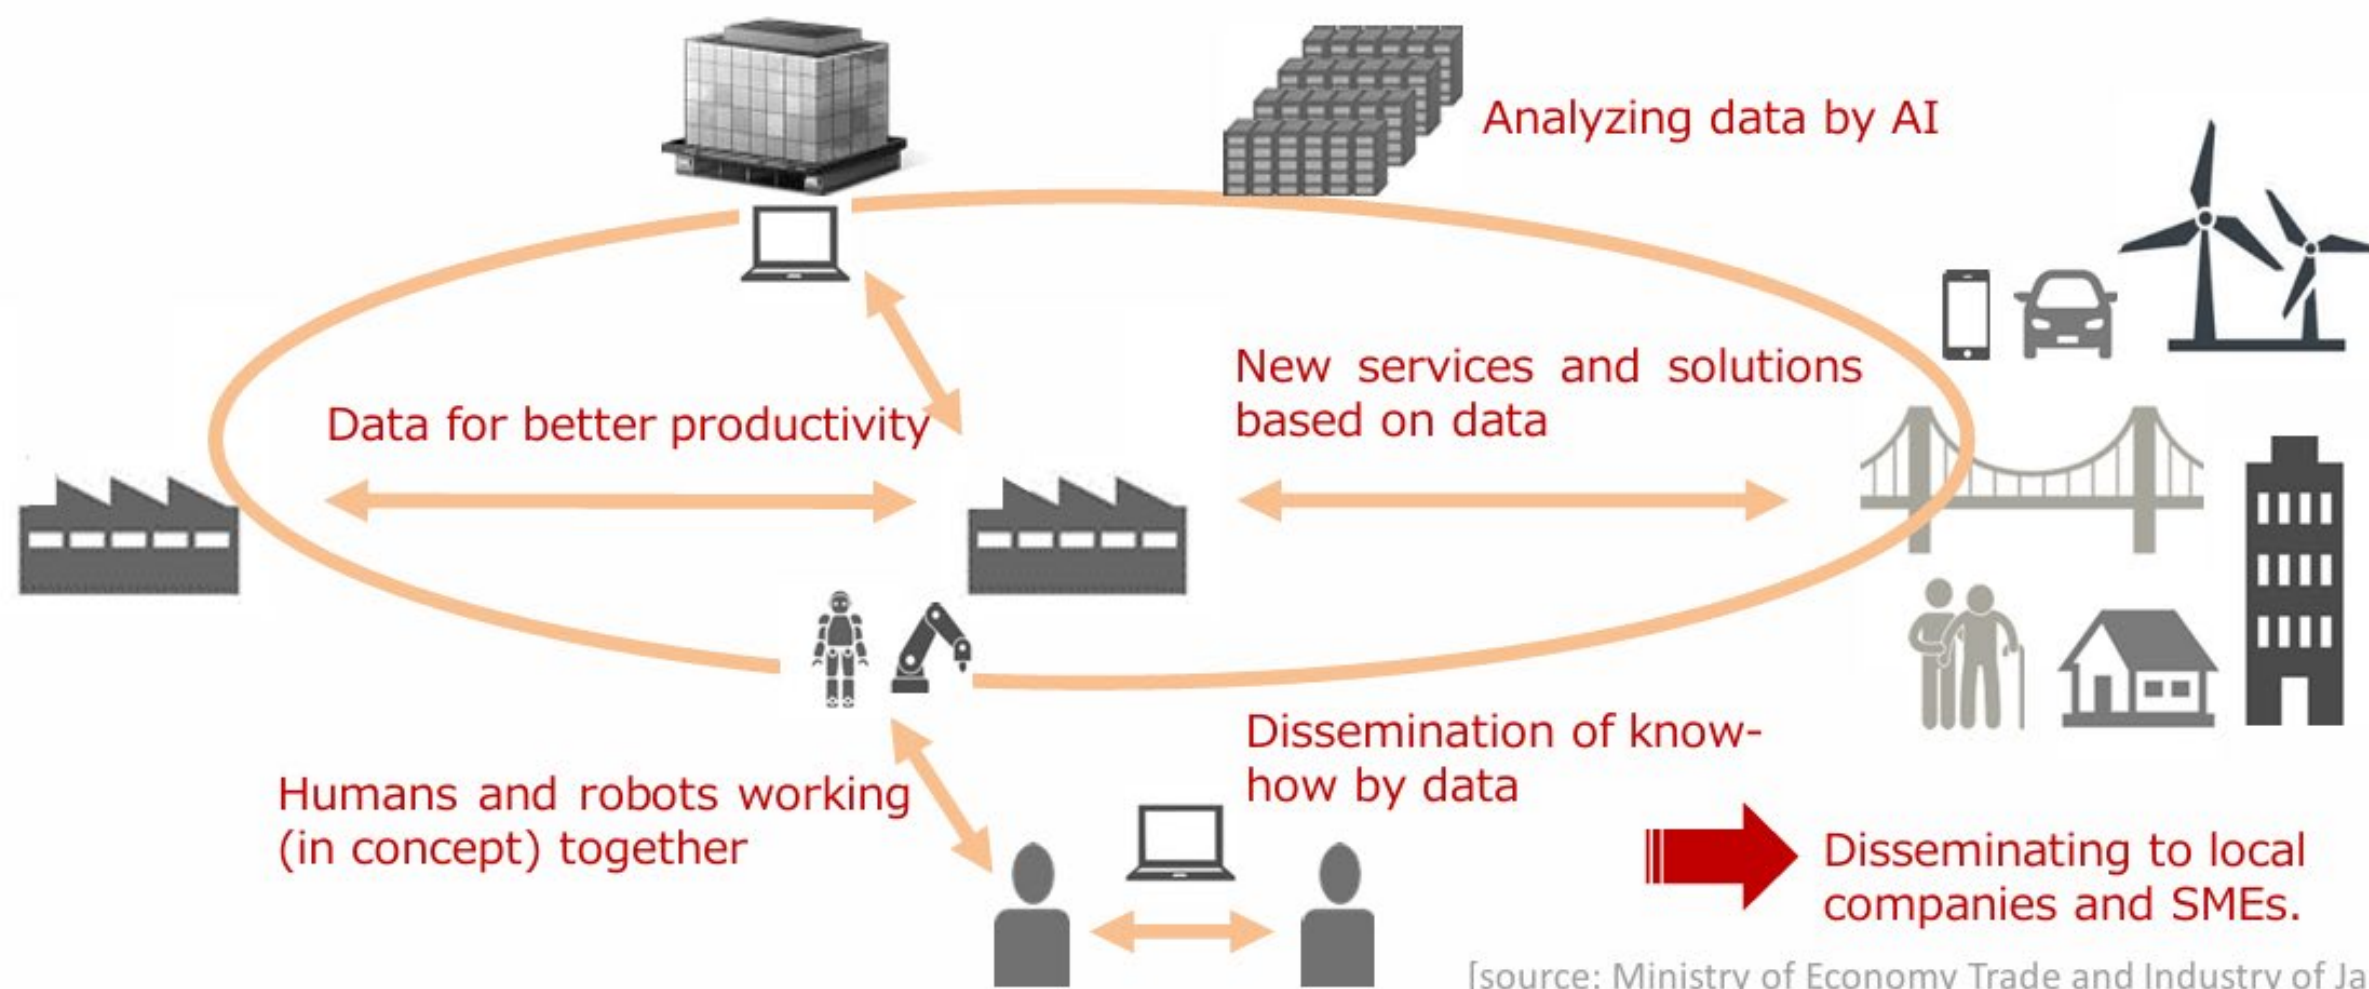 Analyzing data by AI
New services and solutions
based on data
Data for better productivity
Dissemination of know-
how by data
Humans and robots working
(in concept) together
Disseminating to local
companies and SMEs.
[source: Ministry of Economy Trade and Industry of